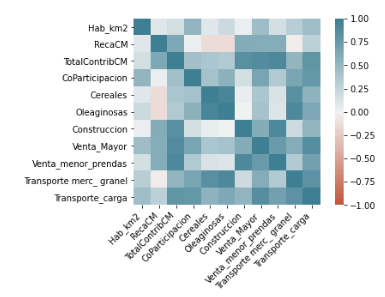 Hab_km2
RecaCM
TotalContribCM
CoParticipacion
Cereales
Oleaginosas
Construccion
Venta_Mayor
Venta_menor_prendas
Transporte merc_ granel
Transporte_carga
Hab_km2
RecaCM
TotalContribCM
CoParticipacion
Cereales
Oleaginosas
Construccion
Venta_Mayor
Venta_menor_prendas
Transporte merc_ granel
Transporte_carga
1.00
0.75
0.50
0.25
0.00
−0.25
−0.50
−0.75
−1.00